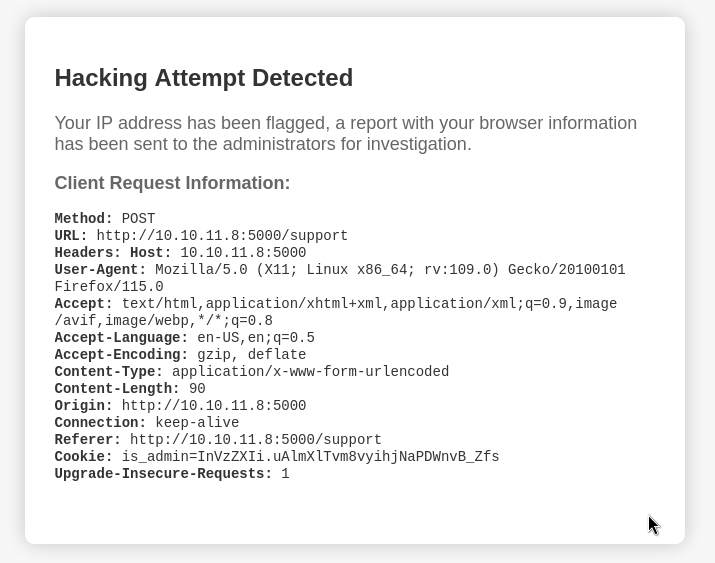 Hacking Attempt Detected
Your IP address has been flagged, a report with your browser information
has been sent to the administrators for investigation.
Client Request Information:
Method: POST
URL: http://10.10.11.8:5000/support
Headers: Host: 10.10.11.8:5000
User-Agent: Mozilla/5.0 (X11; Linux x86_64; rv:109.0) Gecko/20100101
Firefox/115.0
Accept: text/html,application/xhtml+xml,application/xml;q=0.9,image
/avif,image/webp,*/*;q=0.8
Accept-Language: en-US,en;q=0.5
Accept-Encoding: gzip, deflate
Content-Type: application/x-www-form-urlencoded
Content-Length: 90
Origin: http://10.10.11.8:5000
Connection: keep-alive
Referer: http://10.10.11.8:5000/support
Cookie: is_admin=InVzZXIi.uAlmXlTvm8vyihjNaPDWnvB_Zfs
Upgrade-Insecure-Requests: 1